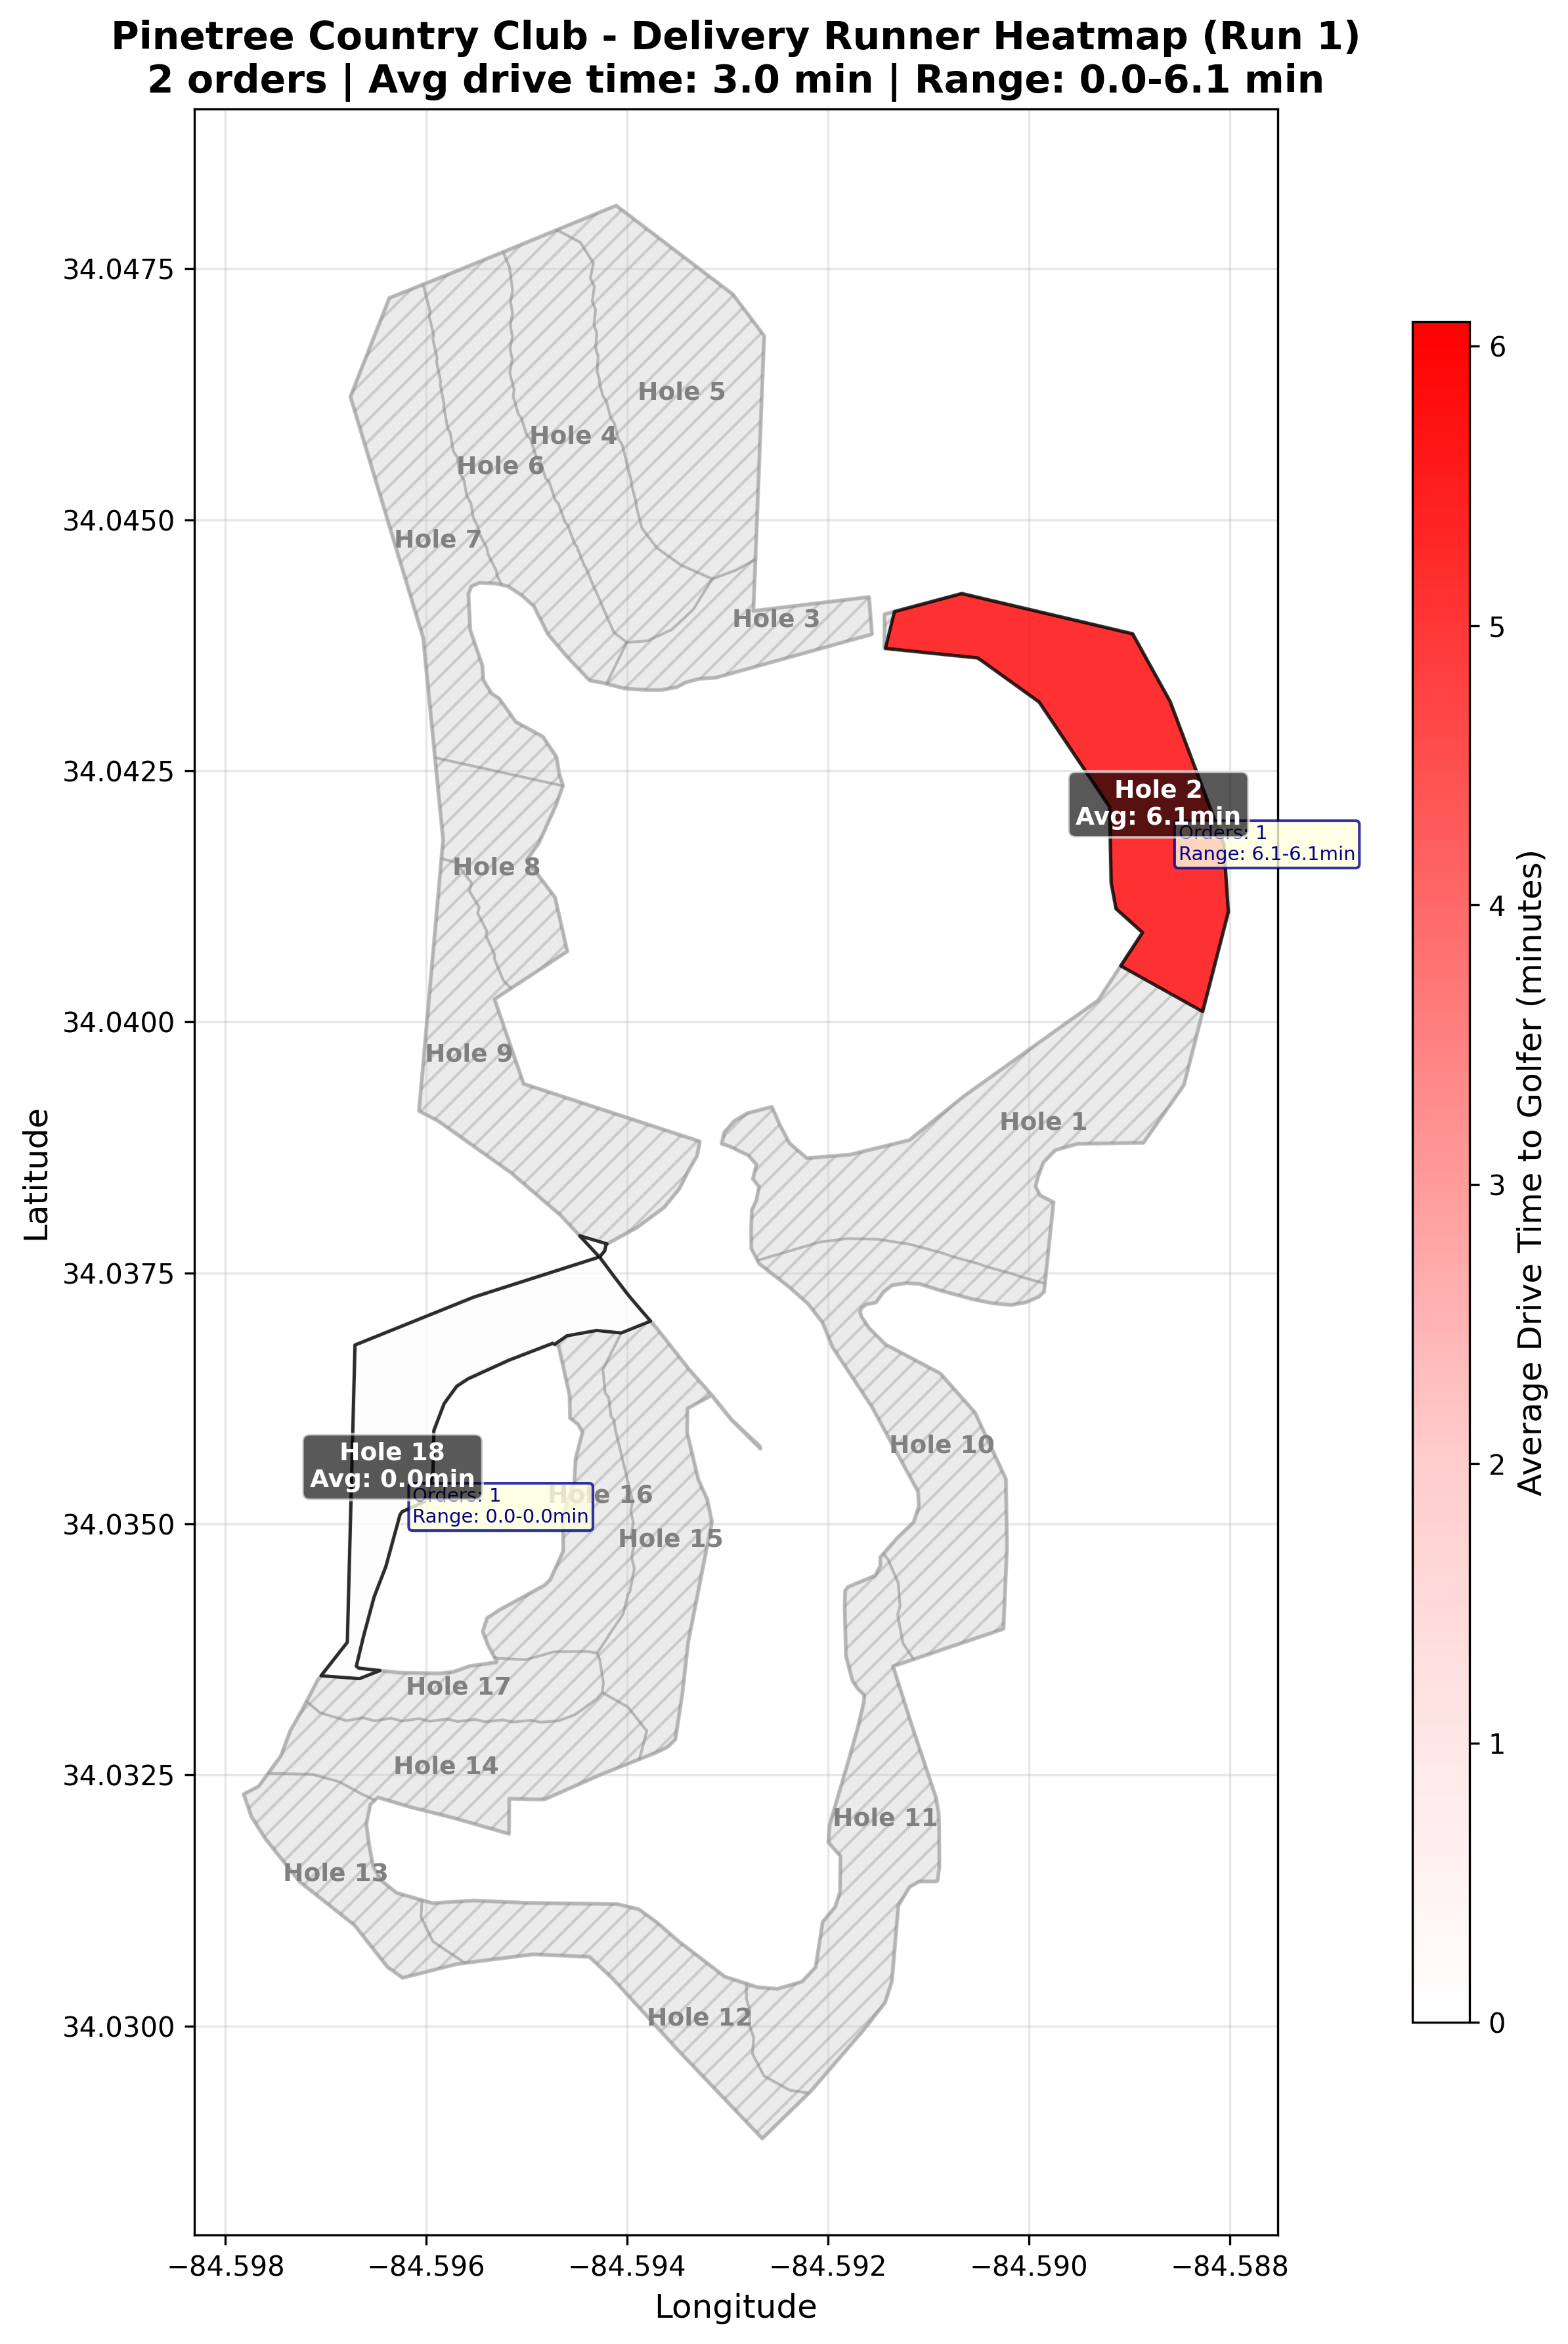 Pinetree Country Club - Delivery Runner Heatmap (Run 1)
2 orders | Avg drive time: 3.0 min | Range: 0.0-6.1 min
34.0475
34.0450
34.0425
34.0400
34.0375
34.0350
34.0325
34.0300
Latitude
Hole 5
Hole 4
Hole 6
Hole 7
Hole 3
Hole 2
Avg: 6.1min
Orders: 1
Range: 6.1-6.1min
Hole 8
Hole 9
Hole 1
Hole 10
Hole 18
Avg: 0.0min
Orders: 1
Range: 0.0-0.0min
Hole 16
Hole 15
Hole 17
Hole 14
Hole 11
Hole 13
Hole 12
−84.598
−84.596
−84.594
−84.592
−84.590
−84.588
Longitude
6
5
4
3
2
1
0
Average Drive Time to Golfer (minutes)